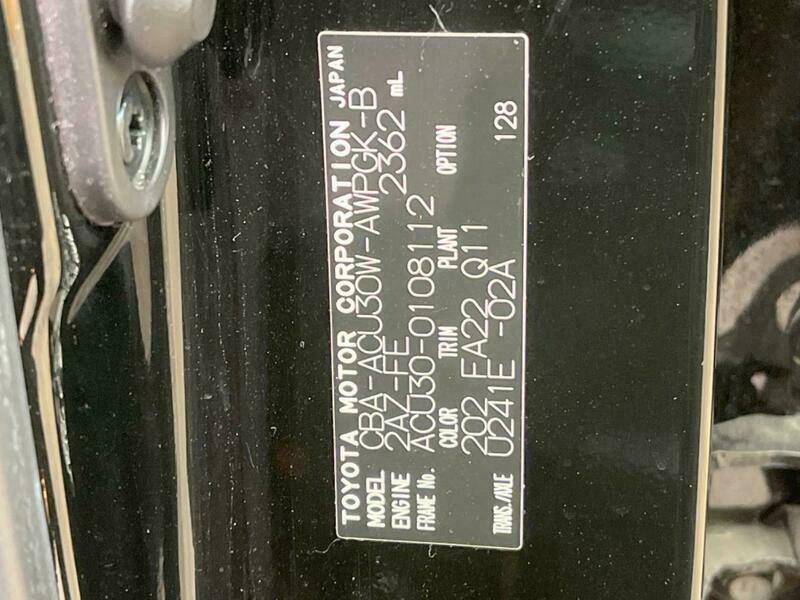 TOYOTA MOTOR CORPORATION JAPAN
MODEL CBA-ACU30W-AWPGK-B
ENGINE 2AZ-FE 2362 mL
FRAME No. ACU30-0108112
COLOR TRIM PLANT OPTION
202 FA22 Q11
TRANS./AXLE U241E -02A 128